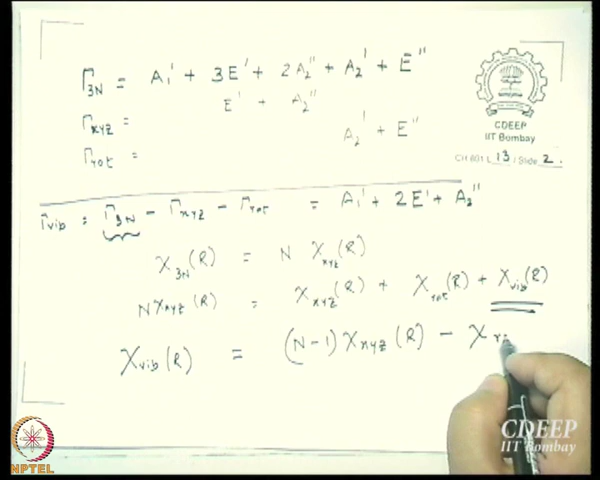 Γ3N = A1' + 3E' + 2A2'' + A2' + E''
Γxyz = E' + A2''
Γrot = A2' + E''
CDEEP
IIT Bombay
CH 601 L 13 / Slide 2.
Γvib = Γ3N - Γxyz - Γrot = A1' + 2E' + A2''
χ3N(R) = N χxyz(R)
Nχxyz(R) = χxyz(R) + χrot(R) + χvib(R)
χvib(R) = (N-1) χxyz(R) - χr
CDEEP
IIT Bombay
NPTEL